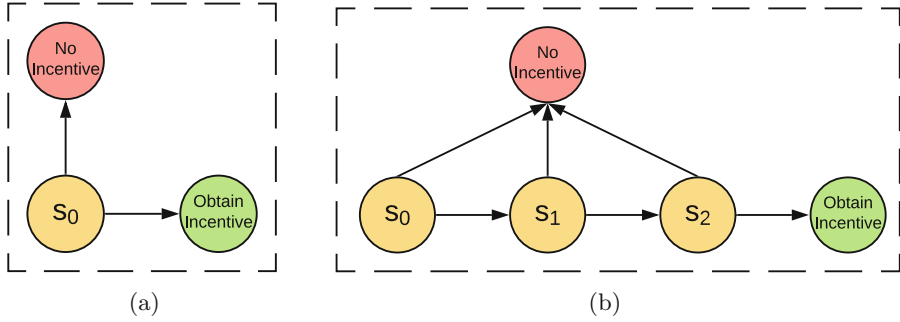 No
Incentive
s0
Obtain
Incentive
(a)
No
Incentive
s0
s1
s2
Obtain
Incentive
(b)